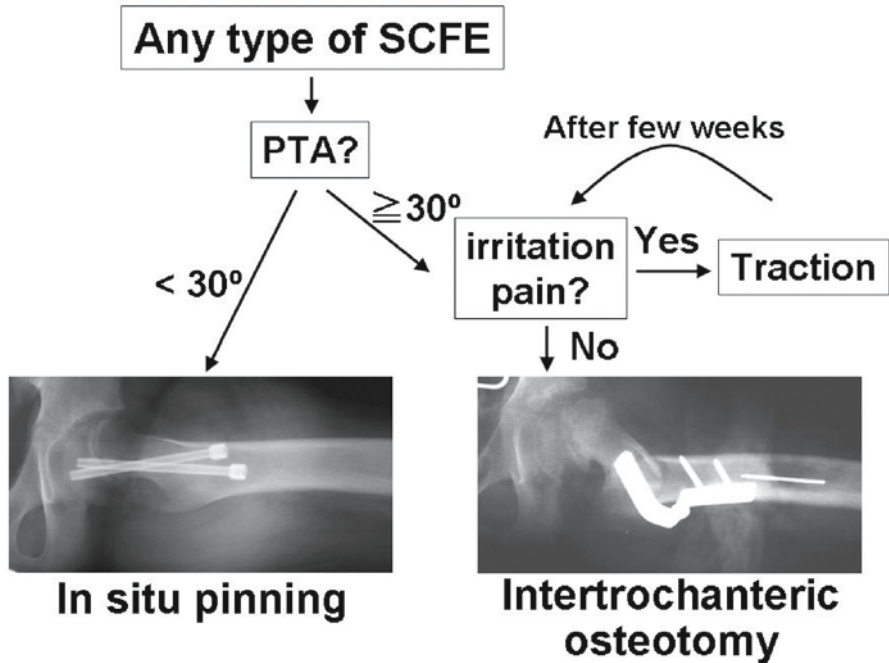 Any type of SCFE
PTA?
After few weeks
≧30º
< 30º
irritation
pain?
Yes
Traction
No
In situ pinning
Intertrochanteric
osteotomy